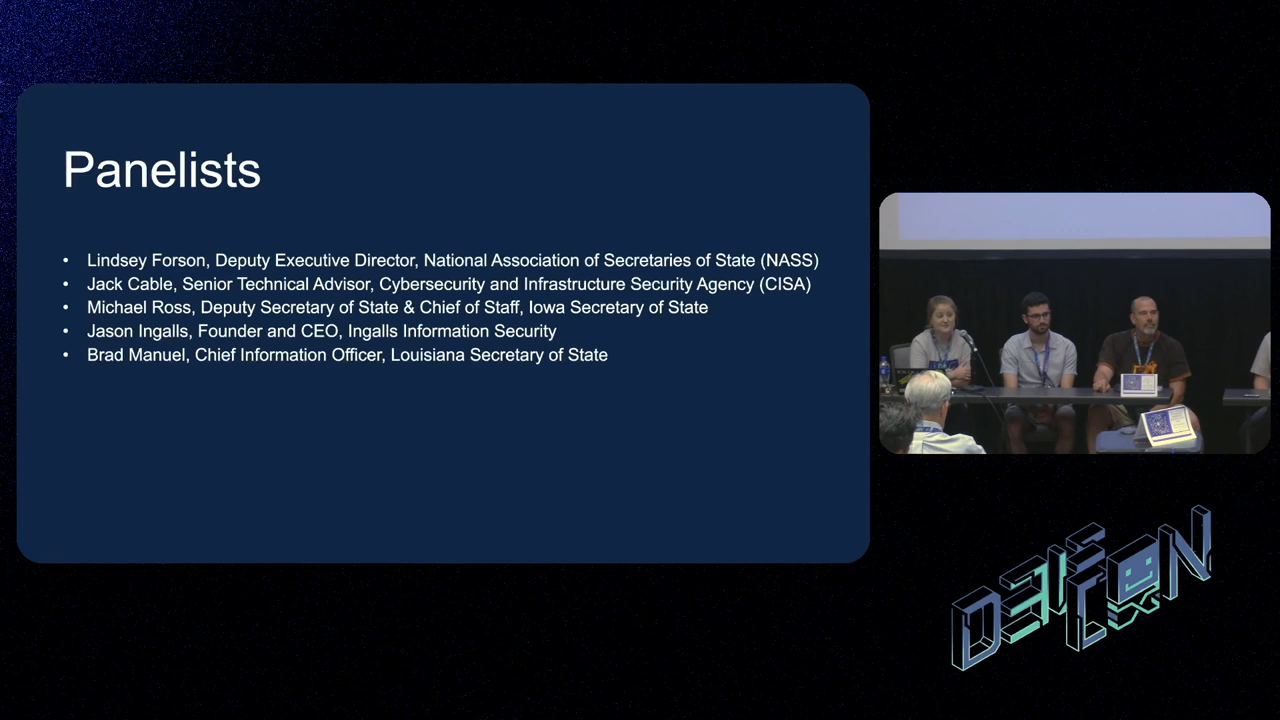 Panelists
• Lindsey Forson, Deputy Executive Director, National Association of Secretaries of State (NASS)
• Jack Cable, Senior Technical Advisor, Cybersecurity and Infrastructure Security Agency (CISA)
• Michael Ross, Deputy Secretary of State & Chief of Staff, Iowa Secretary of State
• Jason Ingalls, Founder and CEO, Ingalls Information Security
• Brad Manuel, Chief Information Officer, Louisiana Secretary of State
DEF
CON